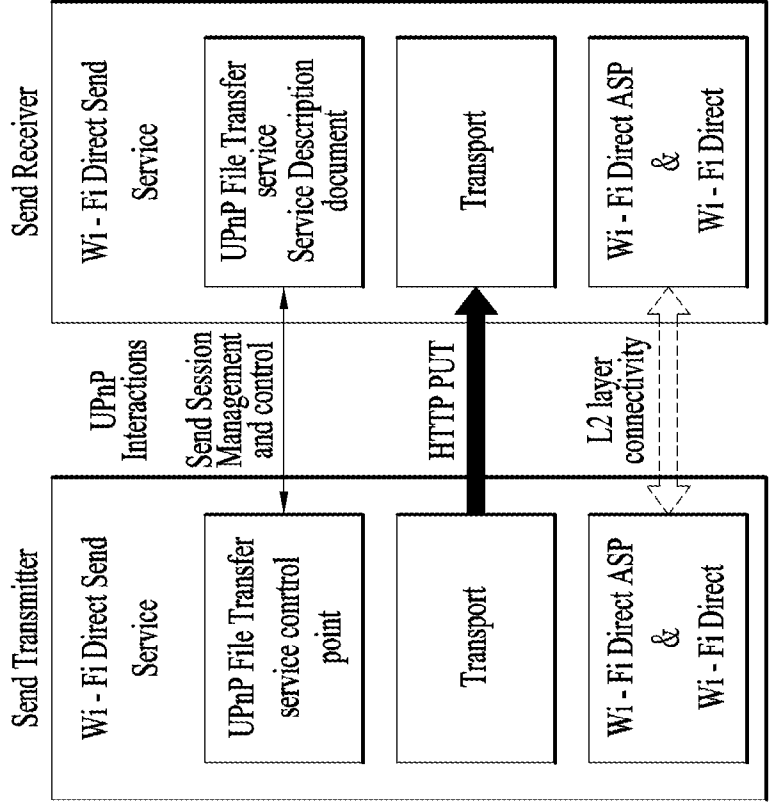 Send Transmitter
Wi - Fi Direct Send
Service
UPnP File Transfer
service conrtrol
point
Transport
Wi - Fi Direct ASP
&
Wi - Fi Direct
UPnP
Interactions
Send Session
Management
and control
HTTP PUT
L2 layer
connectivity
Send Receiver
Wi - Fi Direct Send
Service
UPnP File Transfer
service
Service Description
document
Transport
Wi - Fi Direct ASP
&
Wi - Fi Direct